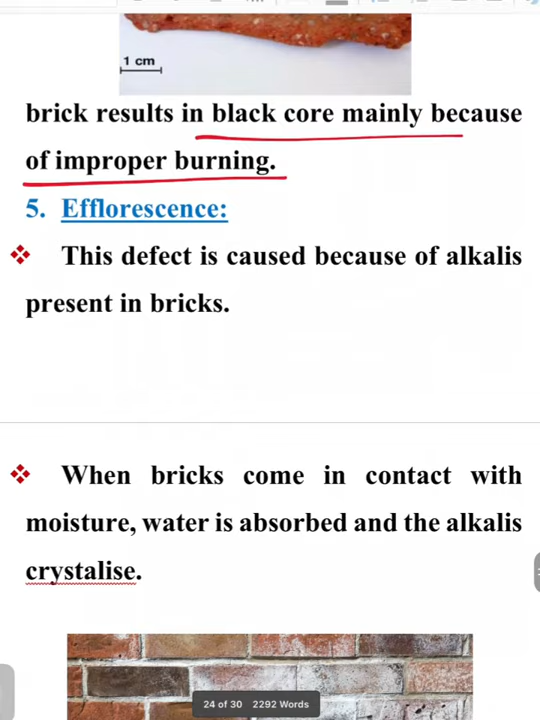 1 cm
brick results in black core mainly because
of improper burning.
5. Efflorescence:
❖ This defect is caused because of alkalis
present in bricks.
❖ When bricks come in contact with
moisture, water is absorbed and the alkalis
crystalise.
24 of 30 2292 Words